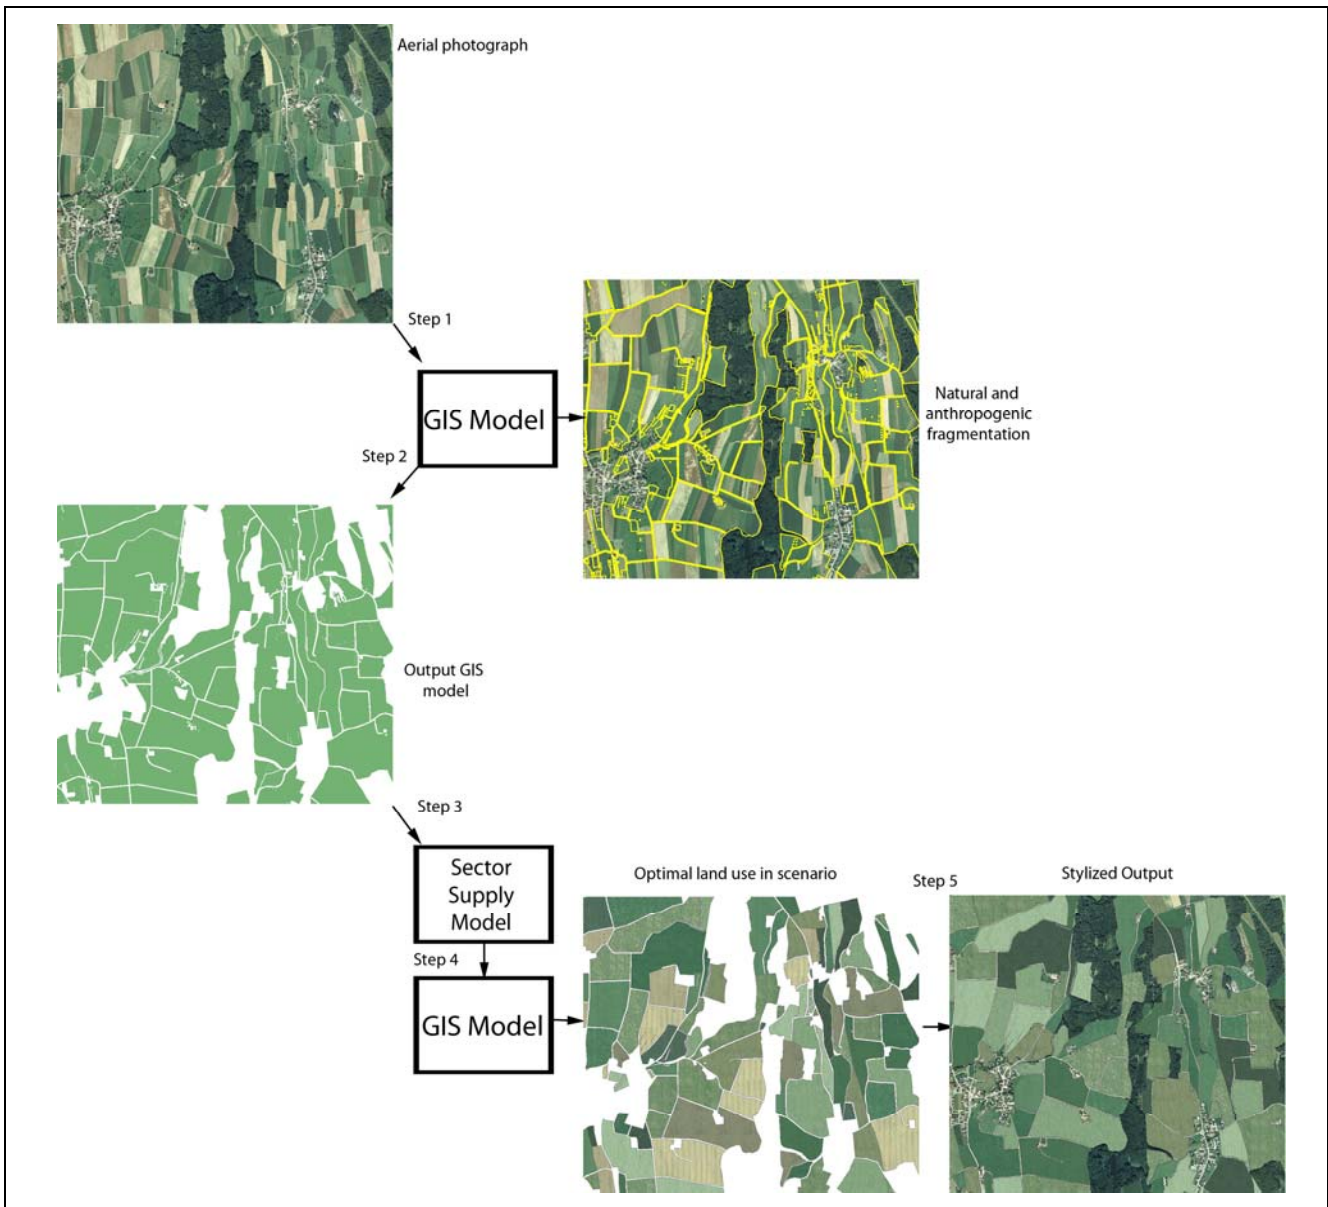 Aerial photograph
Step 1
GIS Model
Natural and
anthropogenic
fragmentation
Step 2
Output GIS
model
Step 3
Sector
Supply
Model
Step 4
GIS Model
Optimal land use in scenario
Step 5
Stylized Output